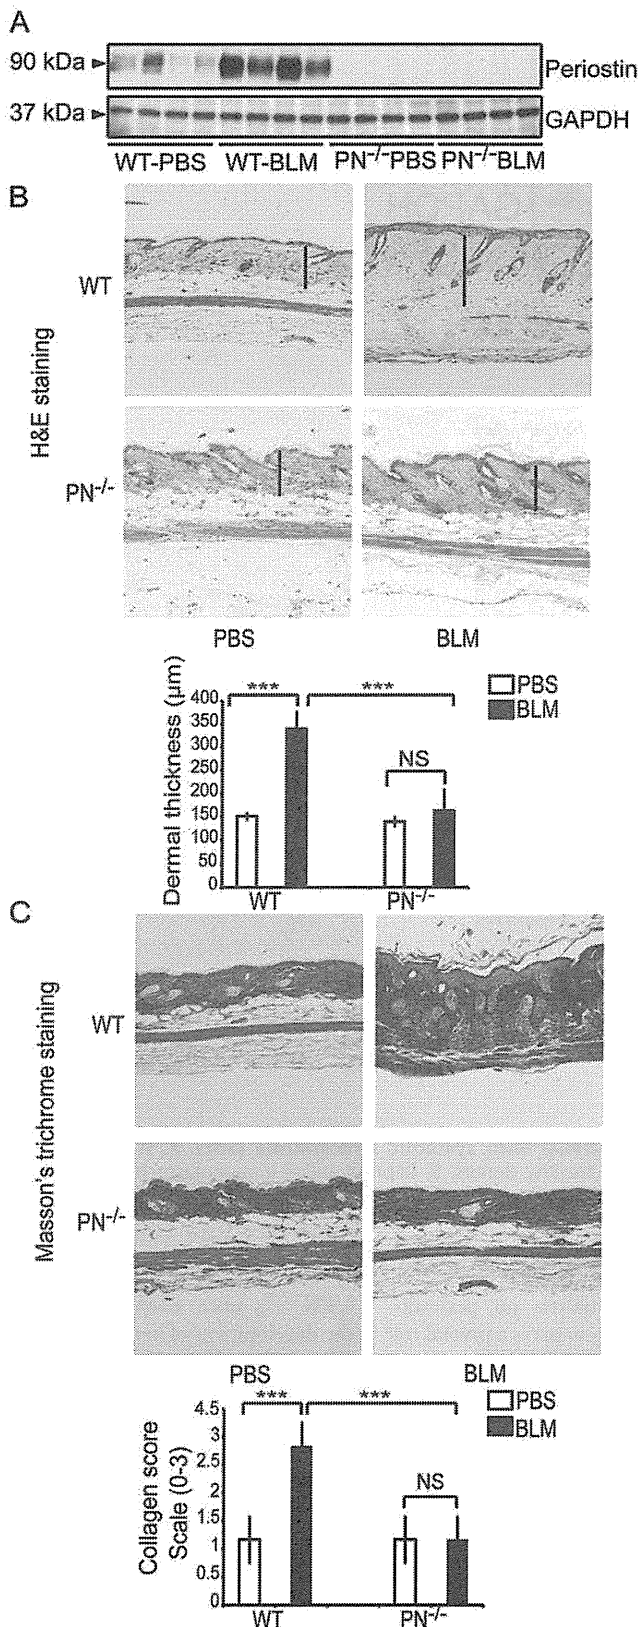 A
90 kDa
Periostin
37 kDa
GAPDH
WT-PBS WT-BLM PN-/-PBS PN-/-BLM
B
WT
H&E staining
PN-/-
PBS BLM
Dermal thickness (µm)
400
350
300
250
200
150
100
50
0
*** ***
NS
PBS
BLM
WT PN-/-
C
WT
Masson's trichrome staining
PN-/-
PBS BLM
Collagen score
Scale (0-3)
4.5
3
2.5
2
1.5
1
0.5
0
*** ***
NS
PBS
BLM
WT PN-/-